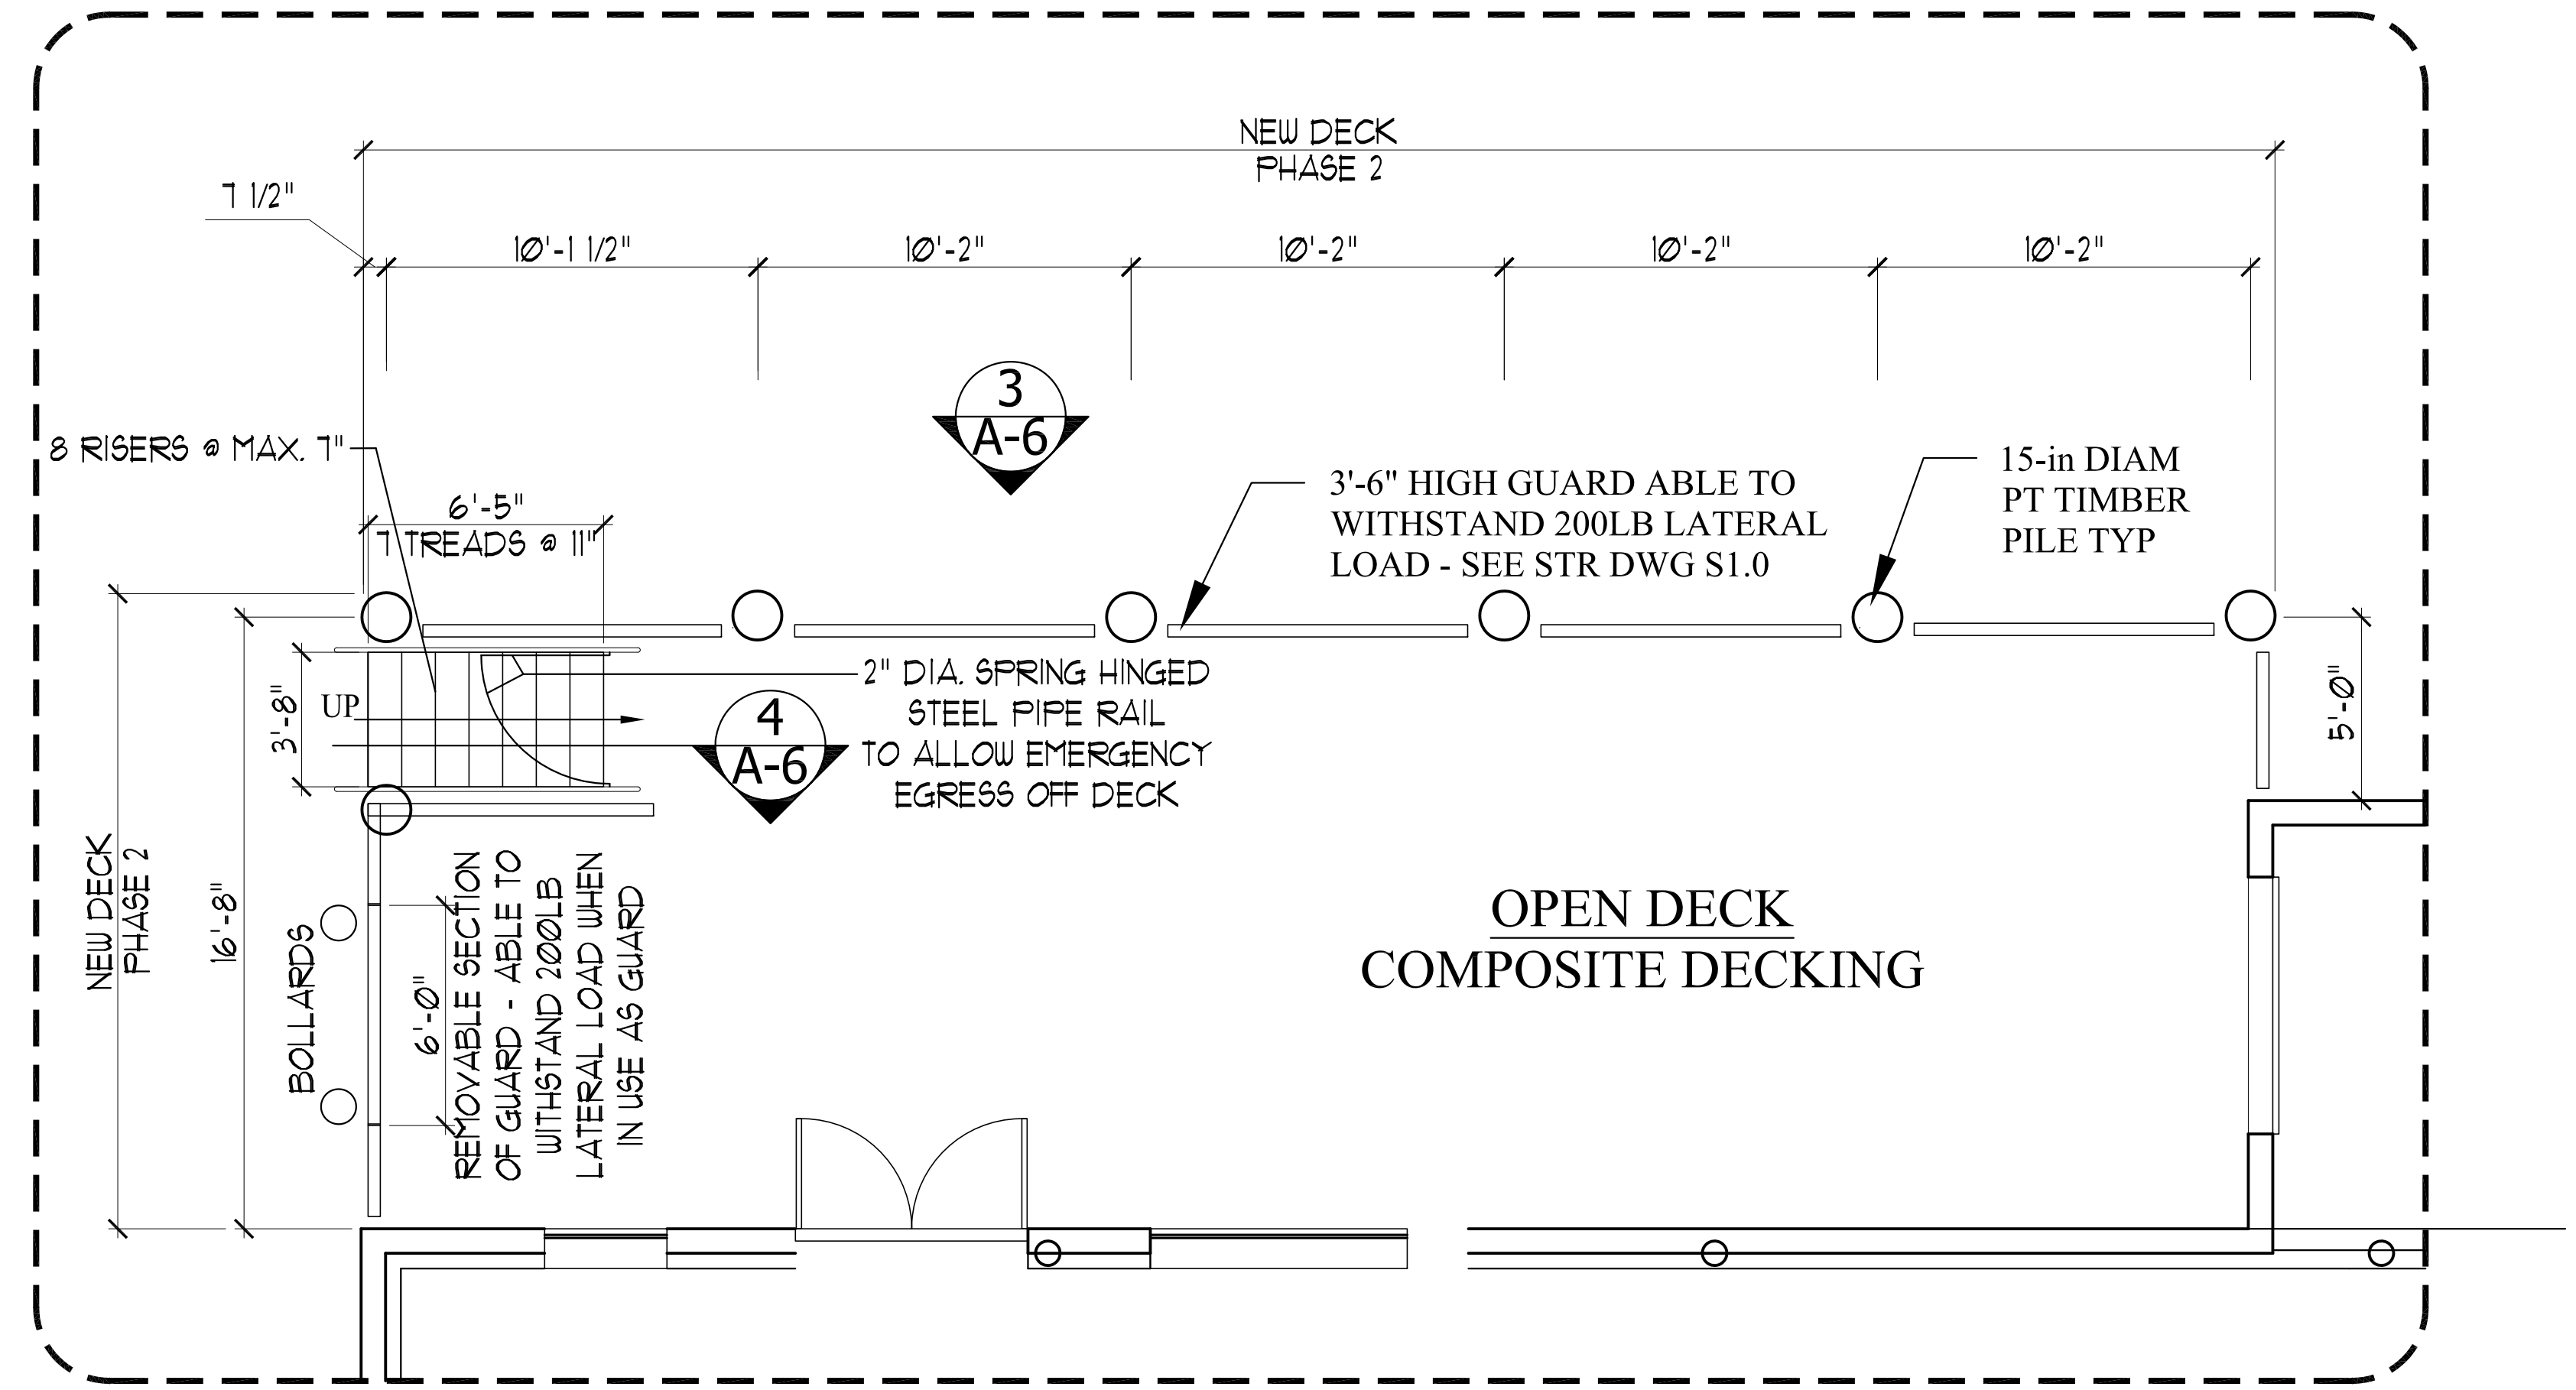 NEW DECK
PHASE 2
7 1/2"
10'-1 1/2"
10'-2"
10'-2"
10'-2"
10'-2"
3
A-6
8 RISERS @ MAX. 7"
6'-5"
7 TREADS @ 11"
3'-6" HIGH GUARD ABLE TO
WITHSTAND 200LB LATERAL
LOAD - SEE STR DWG S1.0
15-in DIAM
PT TIMBER
PILE TYP
UP
3'-8"
4
A-6
2" DIA. SPRING HINGED
STEEL PIPE RAIL
TO ALLOW EMERGENCY
EGRESS OFF DECK
5'-0"
NEW DECK
PHASE 2
16'-8"
BOLLARDS
6'-0"
REMOVABLE SECTION
OF GUARD - ABLE TO
WITHSTAND 200LB
LATERAL LOAD WHEN
IN USE AS GUARD
OPEN DECK
COMPOSITE DECKING